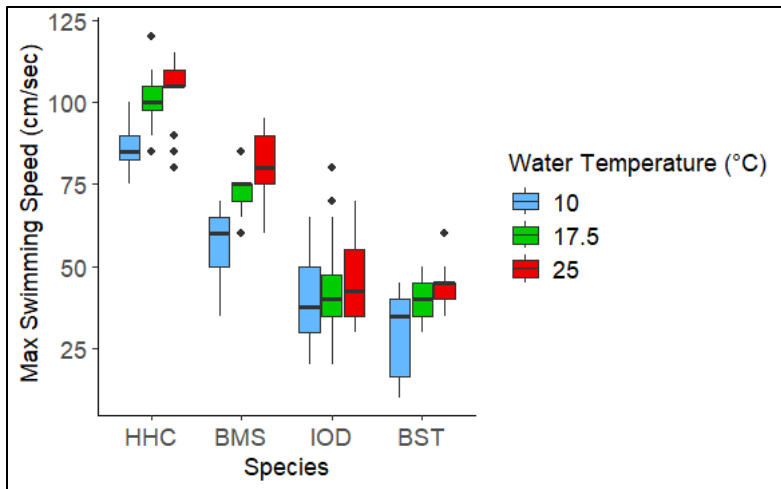 Max Swimming Speed (cm/sec)
125
100
75
50
25
HHC BMS IOD BST
Species
Water Temperature (°C)
10
17.5
25